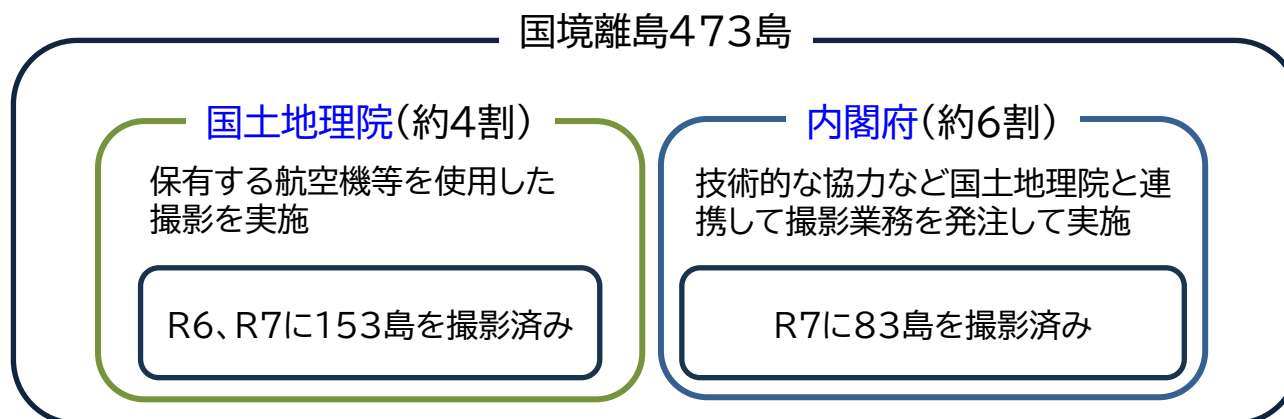 国境離島473島
国土地理院(約4割)
保有する航空機等を使用した
撮影を実施
R6、R7に153島を撮影済み
内閣府(約6割)
技術的な協力など国土地理院と連
携して撮影業務を発注して実施
R7に83島を撮影済み